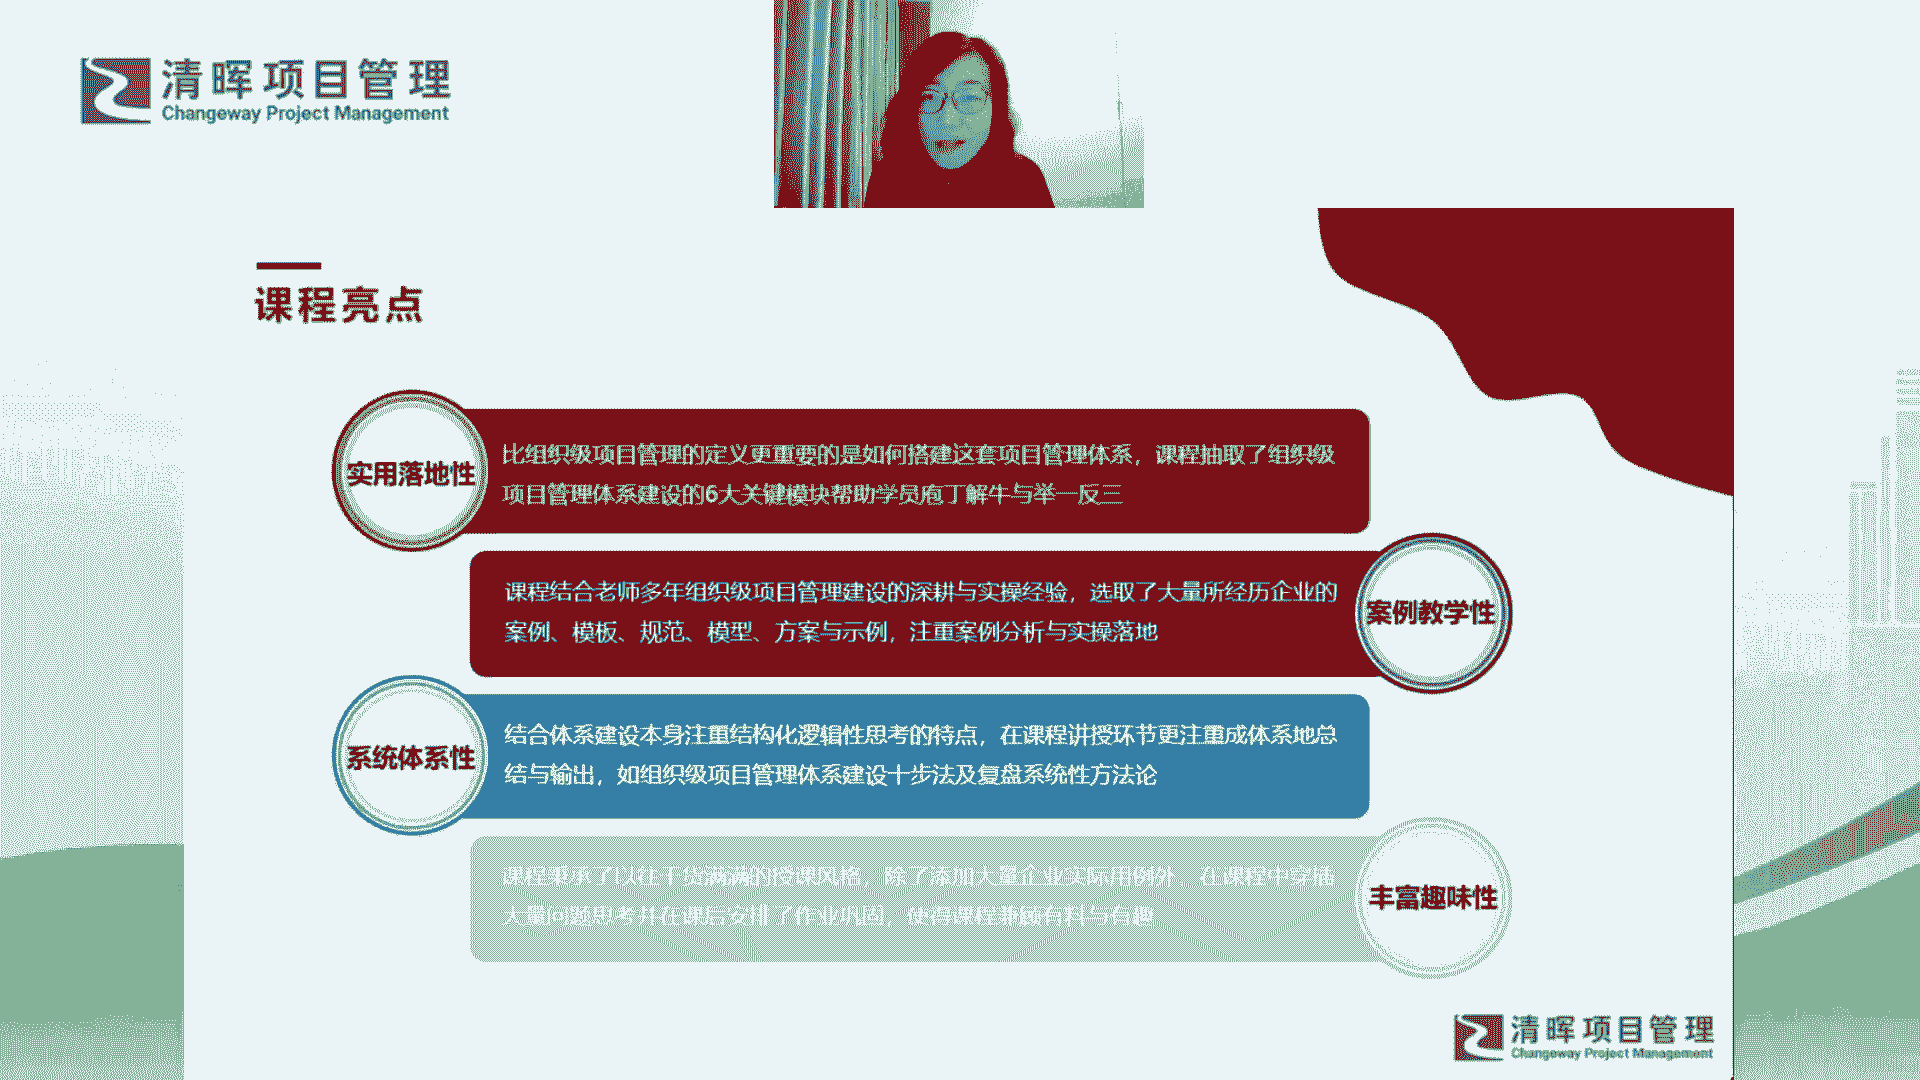 清晖项目管理
Changeway Project Management
课程亮点
实用落地性
比组织级项目管理的定义更重要的是如何搭建这套项目管理体系，课程抽取了组织级
项目管理体系建设的6大关键模块帮助学员庖丁解牛与举一反三
课程结合老师多年组织级项目管理建设的深耕与实操经验，选取了大量所经历企业的
案例、模板、规范、模型、方案与示例，注重案例分析与实操落地
案例教学性
系统体系性
结合体系建设本身注重结构化逻辑性思考的特点，在课程讲授环节更注重成体系地总
结与输出，如组织级项目管理体系建设十步法及复盘系统性方法论
课程秉承了以往干货满满的授课风格，除了添加大量企业实际用例外，在课程中穿插
大量问题思考并在课后安排了作业巩固，使得课程兼顾有料与有趣
丰富趣味性
清晖项目管理
Changeway Project Management